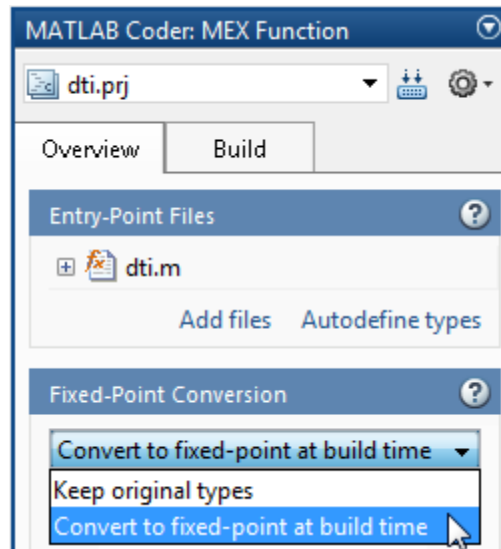 MATLAB Coder: MEX Function
dti.prj
Overview Build
Entry-Point Files ?
dti.m
Add files Autodefine types
Fixed-Point Conversion ?
Convert to fixed-point at build time
Keep original types
Convert to fixed-point at build time